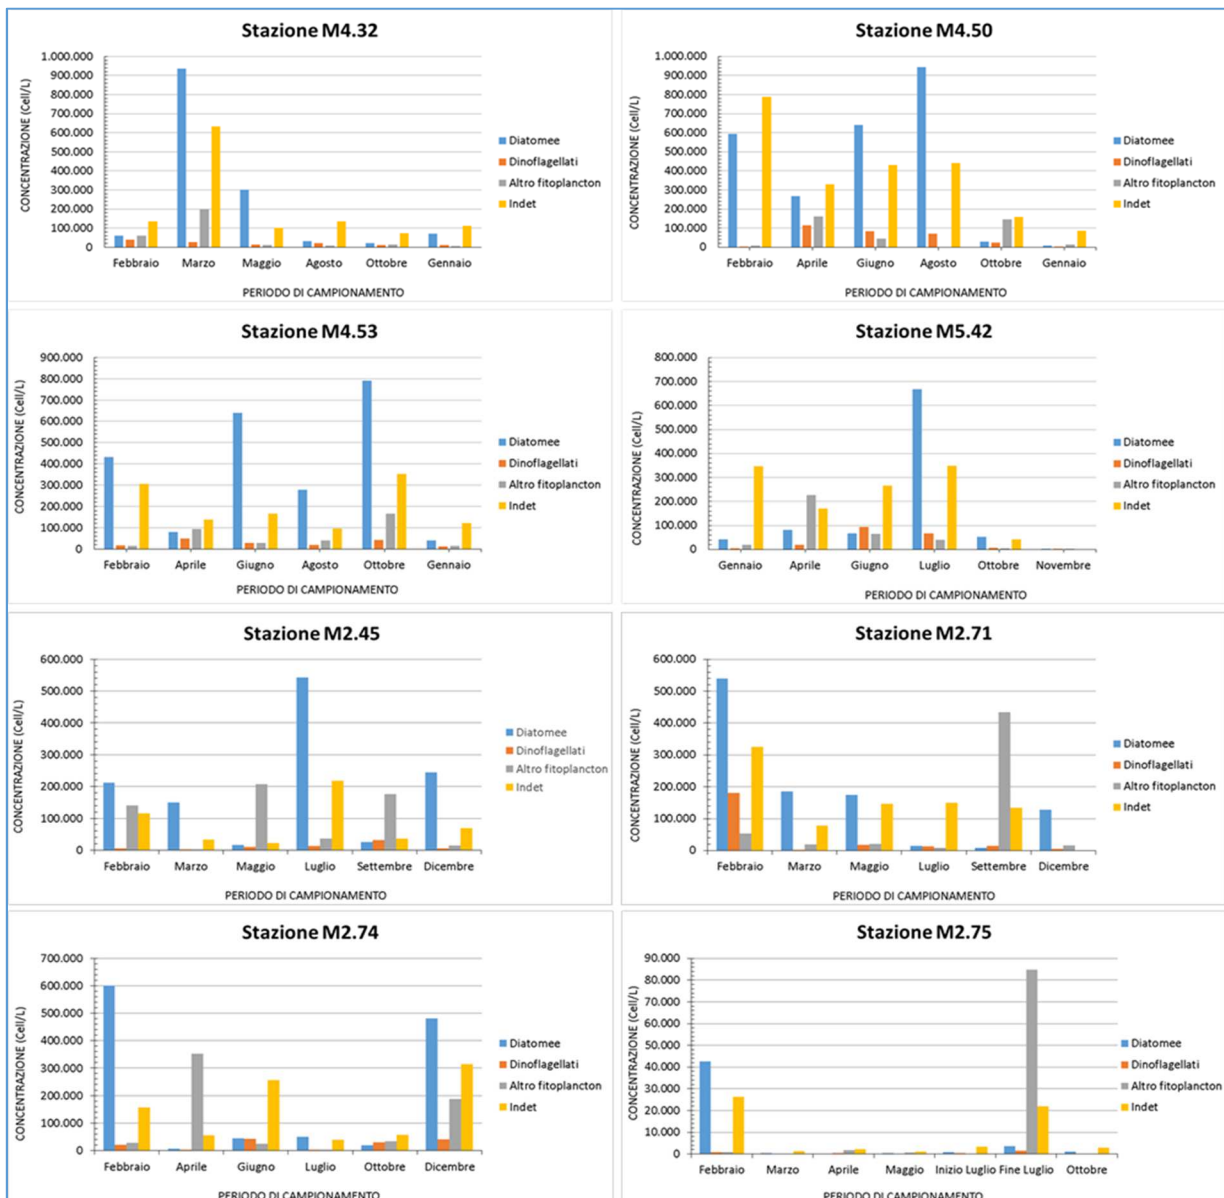 Stazione M4.32
CONCENTRAZIONE (Cell/L)
1.000.000
900.000
800.000
700.000
600.000
500.000
400.000
300.000
200.000
100.000
0
Febbraio Marzo Maggio Agosto Ottobre Gennaio
PERIODO DI CAMPIONAMENTO
Diatomee
Dinoflagellati
Altro fitoplancton
Indet
Stazione M4.50
CONCENTRAZIONE (Cell/L)
1.000.000
900.000
800.000
700.000
600.000
500.000
400.000
300.000
200.000
100.000
0
Febbraio Aprile Giugno Agosto Ottobre Gennaio
PERIODO DI CAMPIONAMENTO
Diatomee
Dinoflagellati
Altro fitoplancton
Indet
Stazione M4.53
CONCENTRAZIONE (Cell/L)
900.000
800.000
700.000
600.000
500.000
400.000
300.000
200.000
100.000
0
Febbraio Aprile Giugno Agosto Ottobre Gennaio
PERIODO DI CAMPIONAMENTO
Diatomee
Dinoflagellati
Altro fitoplancton
Indet
Stazione M5.42
CONCENTRAZIONE (Cell/L)
800.000
700.000
600.000
500.000
400.000
300.000
200.000
100.000
0
Gennaio Aprile Giugno Luglio Ottobre Novembre
PERIODO DI CAMPIONAMENTO
Diatomee
Dinoflagellati
Altro fitoplancton
Indet
Stazione M2.45
CONCENTRAZIONE (Cell/L)
600.000
500.000
400.000
300.000
200.000
100.000
0
Febbraio Marzo Maggio Luglio Settembre Dicembre
PERIODO DI CAMPIONAMENTO
Diatomee
Dinoflagellati
Altro fitoplancton
Indet
Stazione M2.71
CONCENTRAZIONE (Cell/L)
600.000
500.000
400.000
300.000
200.000
100.000
0
Febbraio Marzo Maggio Luglio Settembre Dicembre
PERIODO DI CAMPIONAMENTO
Diatomee
Dinoflagellati
Altro fitoplancton
Indet
Stazione M2.74
CONCENTRAZIONE (Cell/L)
700.000
600.000
500.000
400.000
300.000
200.000
100.000
0
Febbraio Aprile Giugno Luglio Ottobre Dicembre
PERIODO DI CAMPIONAMENTO
Diatomee
Dinoflagellati
Altro fitoplancton
Indet
Stazione M2.75
CONCENTRAZIONE (Cell/L)
90.000
80.000
70.000
60.000
50.000
40.000
30.000
20.000
10.000
0
Febbraio Marzo Aprile Maggio Inizio Luglio Fine Luglio Ottobre
PERIODO DI CAMPIONAMENTO
Diatomee
Dinoflagellati
Altro fitoplancton
Indet